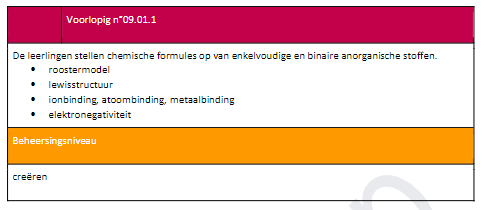 Voorlopig n°09.01.1
De leerlingen stellen chemische formules op van enkelvoudige en binaire anorganische stoffen.
• roostermodel
• lewisstructuur
• ionbinding, atoombinding, metaalbinding
• elektronegativiteit
Beheersingsniveau
creëren